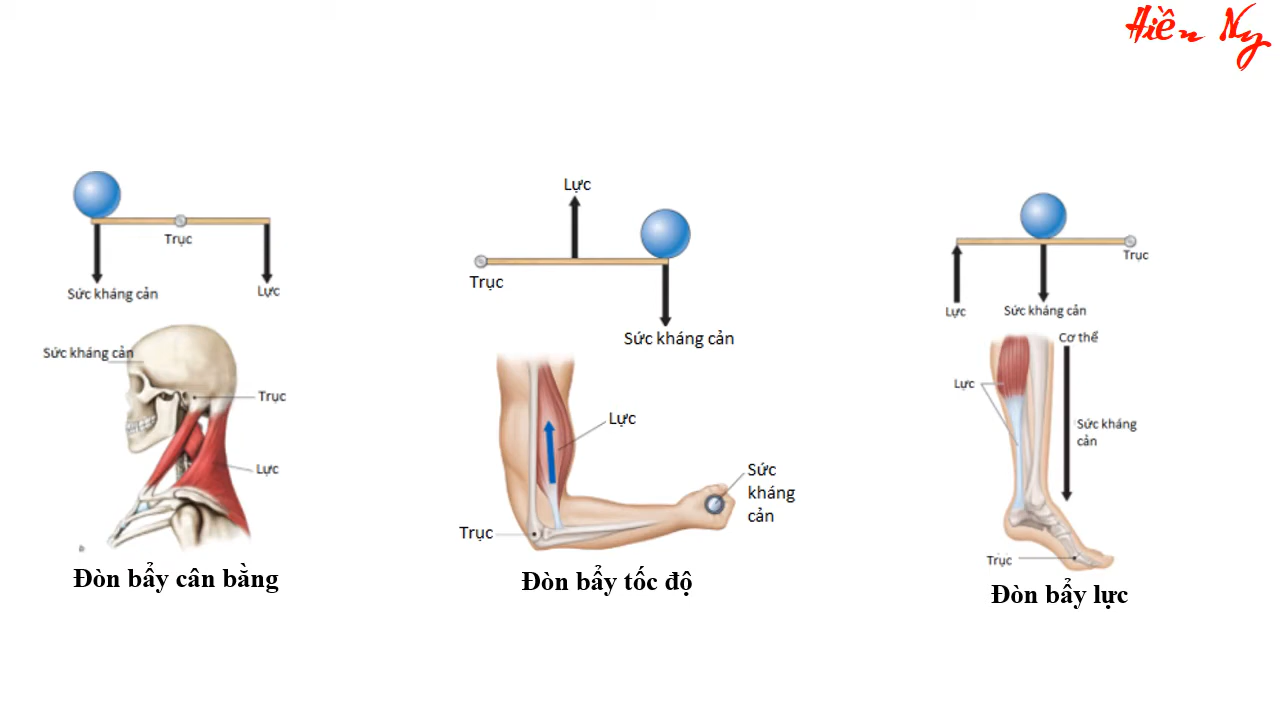 Hiền Ny
Trục
Sức kháng cản
Lực
Sức kháng cản
Trục
Lực
Đòn bẩy cân bằng
Lực
Trục
Sức kháng cản
Lực
Sức
kháng
cản
Trục
Đòn bẩy tốc độ
Trục
Lực
Sức kháng cản
Cơ thể
Lực
Sức kháng
cản
Trục
Đòn bẩy lực